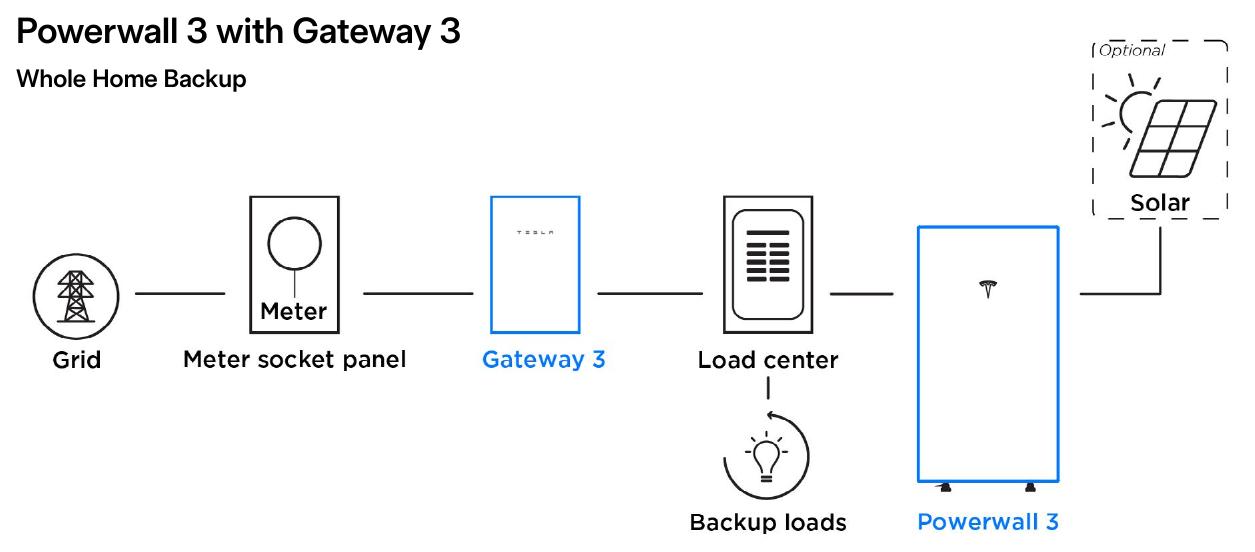 Powerwall 3 with Gateway 3
Whole Home Backup
Optional
Solar
TESLA
Meter
Grid
Meter socket panel
Gateway 3
Load center
Backup loads
Powerwall 3